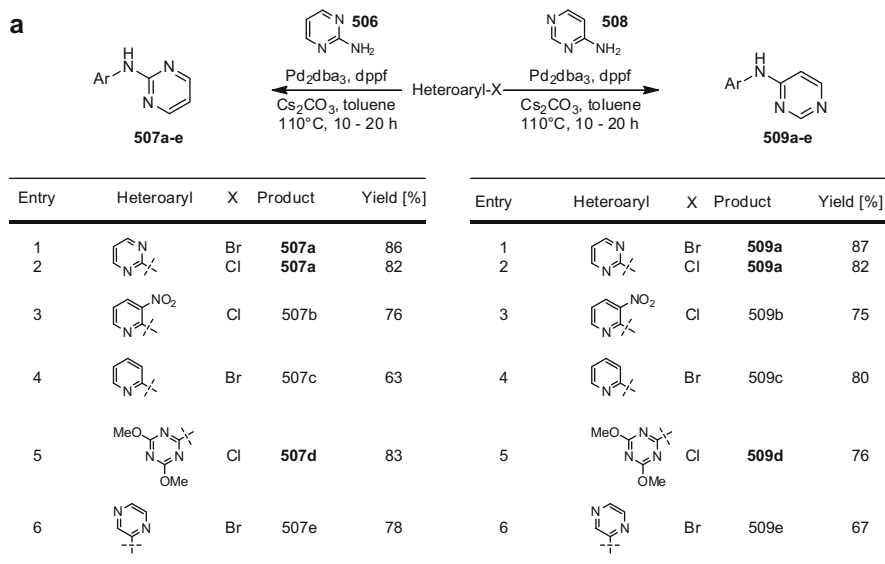 a
N 506
N NH2
N 508
N NH2
H
Ar N N
N
507a-e
Pd2dba3, dppf
Cs2CO3, toluene
110°C, 10 - 20 h
Heteroaryl-X
Pd2dba3, dppf
Cs2CO3, toluene
110°C, 10 - 20 h
H
Ar N
N N
509a-e
Entry Heteroaryl X Product Yield [%]
1 N Br 507a 86
2 N Cl 507a 82
3 NO2 N Cl 507b 76
4 N Br 507c 63
MeO N
5 N N Cl 507d 83
OMe
6 N N Br 507e 78
Entry Heteroaryl X Product Yield [%]
1 N Br 509a 87
2 N Cl 509a 82
3 NO2 N Cl 509b 75
4 N Br 509c 80
MeO N
5 N N Cl 509d 76
OMe
6 N N Br 509e 67